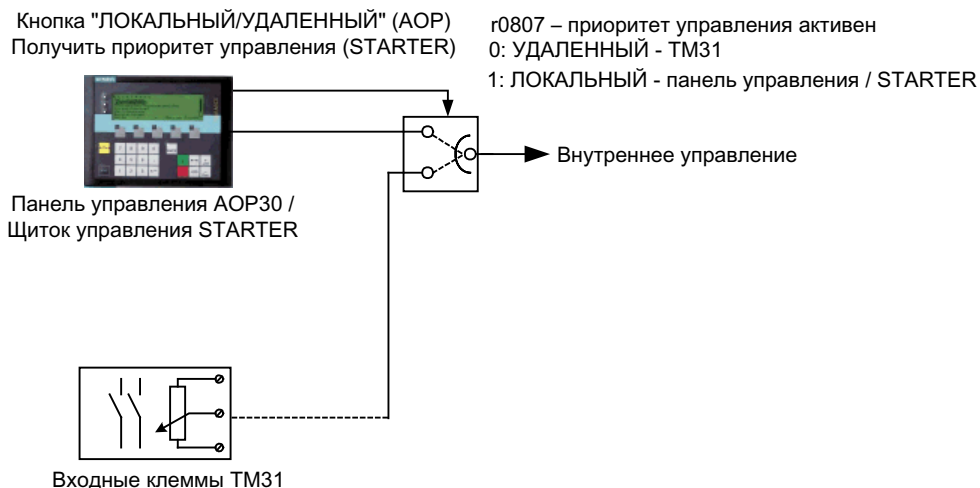 Кнопка "ЛОКАЛЬНЫЙ/УДАЛЕННЫЙ" (AOP)
Получить приоритет управления (STARTER)
r0807 – приоритет управления активен
0: УДАЛЕННЫЙ - TM31
1: ЛОКАЛЬНЫЙ - панель управления / STARTER
Внутреннее управление
Панель управления AOP30 /
Щиток управления STARTER
Входные клеммы TM31